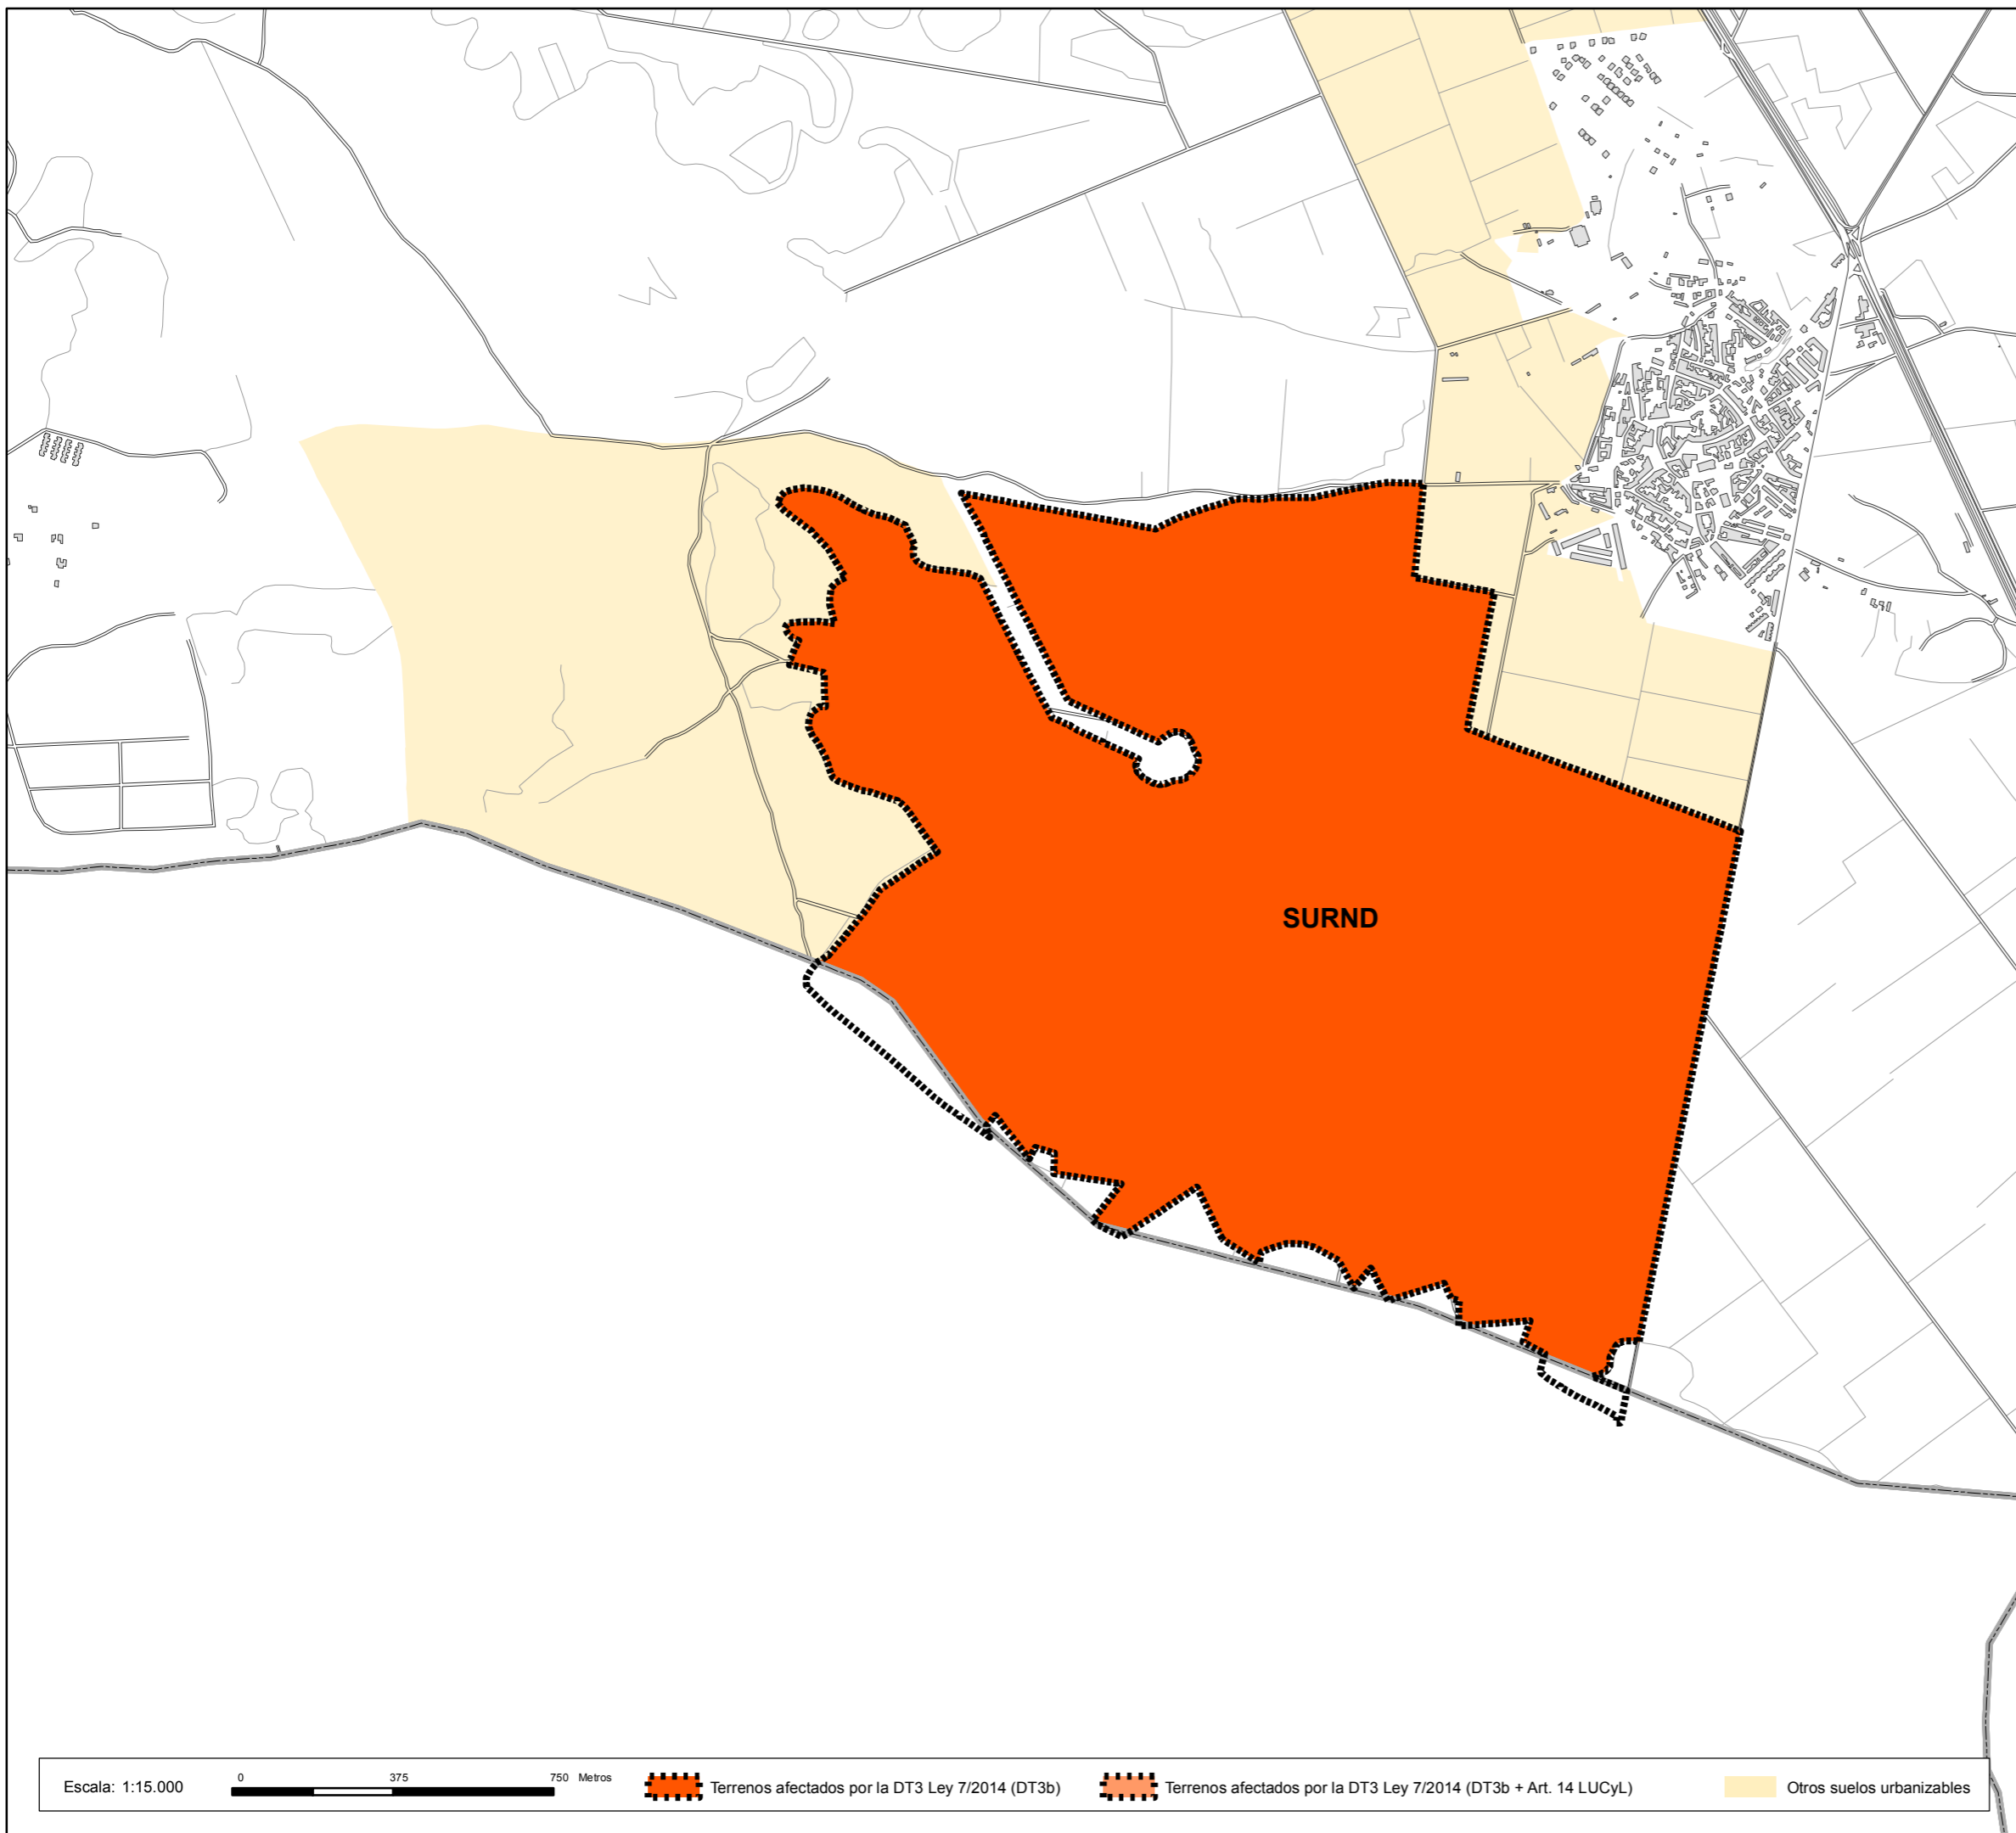 SURND
Escala: 1:15.000
0 375 750 Metros
Terrenos afectados por la DT3 Ley 7/2014 (DT3b)
Terrenos afectados por la DT3 Ley 7/2014 (DT3b + Art. 14 LUCyL)
Otros suelos urbanizables